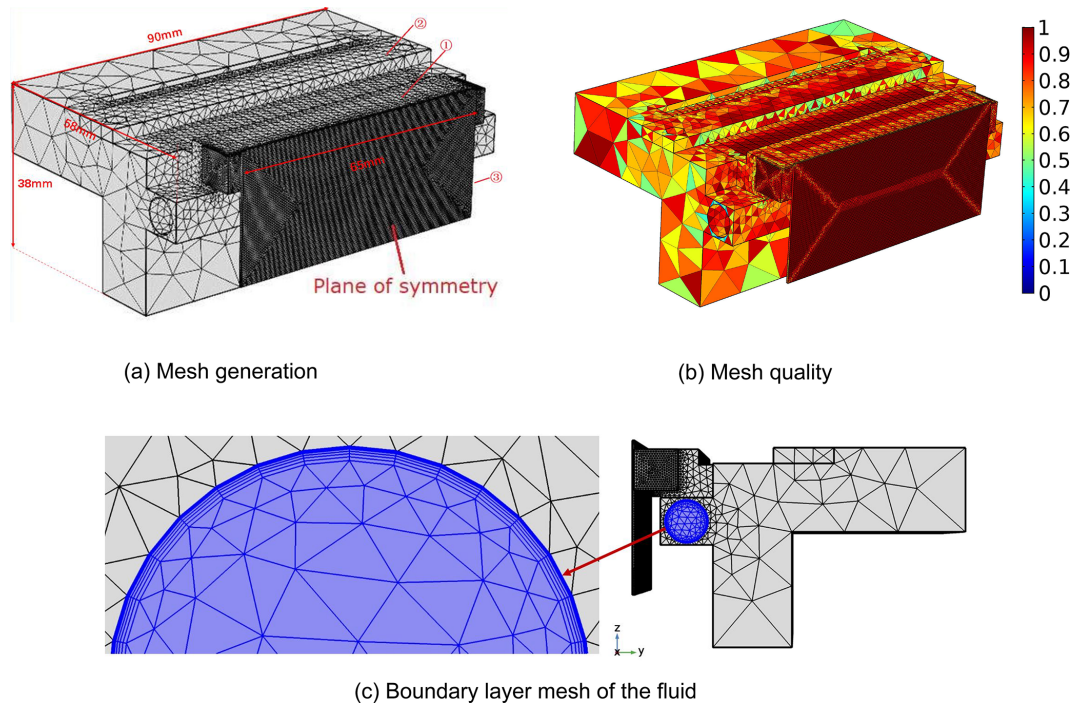 90mm
②
①
68mm
65mm
38mm
③
Plane of symmetry
1
0.9
0.8
0.7
0.6
0.5
0.4
0.3
0.2
0.1
0
(a) Mesh generation
(b) Mesh quality
z
x
y
(c) Boundary layer mesh of the fluid